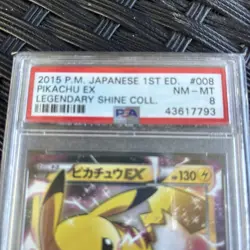 2015 P.M. JAPANESE 1ST ED. #008
PIKACHU EX NM-MT
LEGENDARY SHINE COLL. 8
PSA 43617793
ピカチュウEX HP130